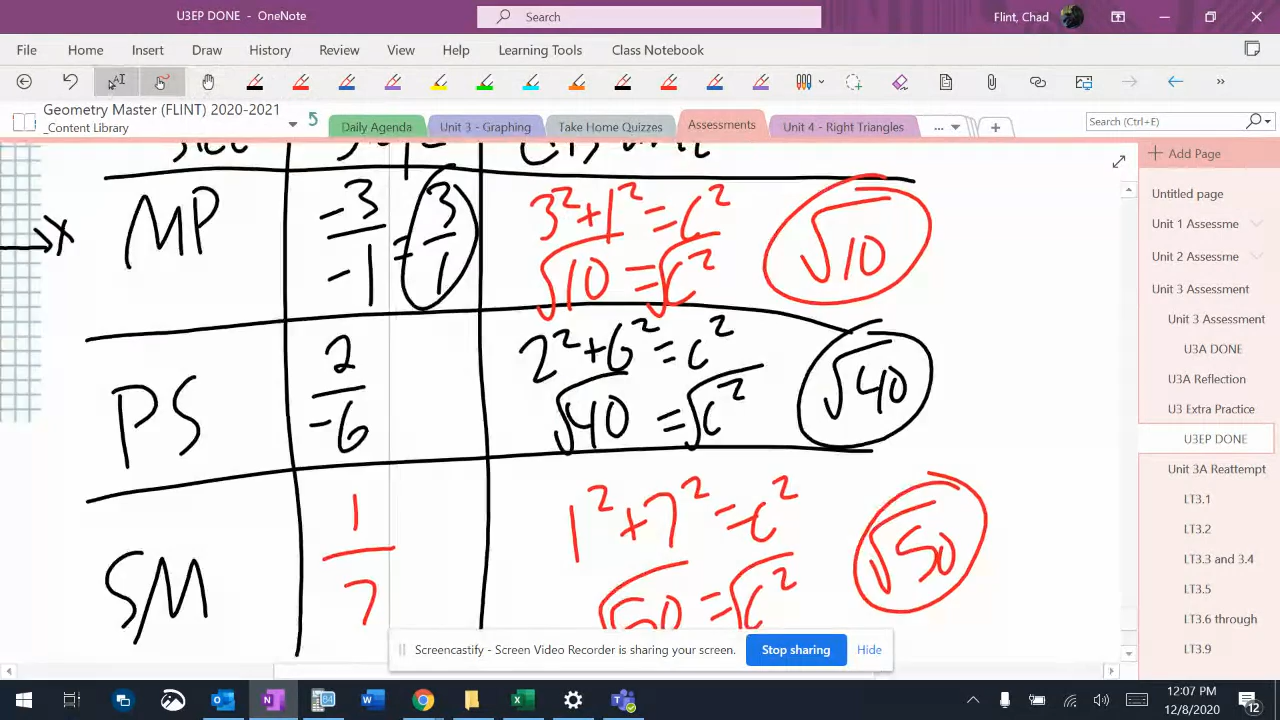 U3EP DONE - OneNote
Search
Flint, Chad
File Home Insert Draw History Review View Help Learning Tools Class Notebook
Geometry Master (FLINT) 2020-2021
_Content Library
Daily Agenda Unit 3 - Graphing Take Home Quizzes Assessments Unit 4 - Right Triangles ... +
Search (Ctrl+E)
Add Page
Untitled page
Unit 1 Assessme
Unit 2 Assessme
Unit 3 Assessment
Unit 3 Assessment
U3A DONE
U3A Reflection
U3 Extra Practice
U3EP DONE
Unit 3A Reattempt
LT3.1
LT3.2
LT3.3 and 3.4
LT3.5
LT3.6 through
LT3.9
x
MP -3/-1 = 3/1 3²+1²=c² √10
√10 = √c²
PS 2/-6 2²+6²=c² √40
√40 = √c²
SM 1/7 1²+7²=c² √50
√50 = √c²
Screencastify - Screen Video Recorder is sharing your screen. Stop sharing Hide
84
12:07 PM
12/8/2020
12